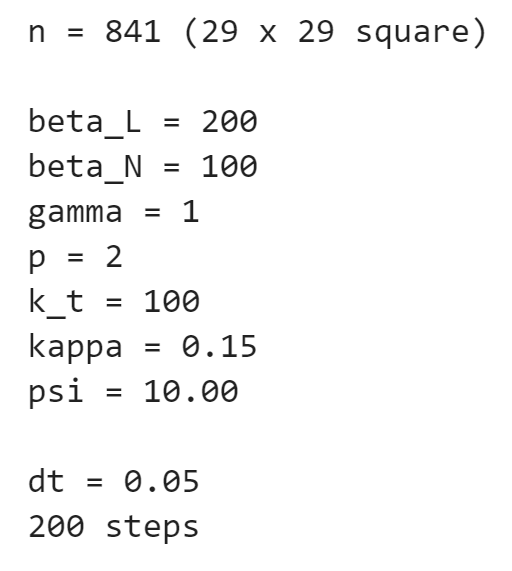 n = 841 (29 x 29 square)
beta_L = 200
beta_N = 100
gamma = 1
p = 2
k_t = 100
kappa = 0.15
psi = 10.00
dt = 0.05
200 steps